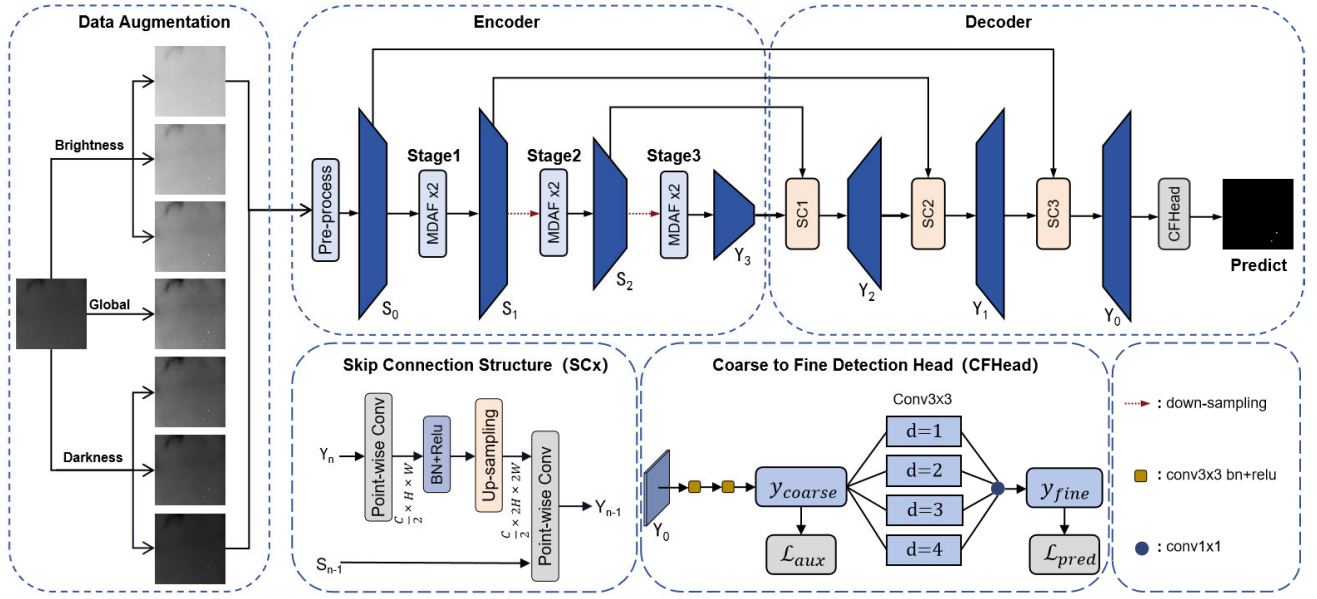 Data Augmentation
Brightness
Global
Darkness
Encoder
Pre-process
S0
Stage1
MDAF x2
S1
Stage2
MDAF x2
S2
Stage3
MDAF x2
Y3
Decoder
SC1
Y2
SC2
Y1
SC3
Y0
CFHead
Predict
Skip Connection Structure（SCx）
Yn
Point-wise Conv
C/2 × H × W
BN+Relu
Up-sampling
C/2 × 2H × 2W
Point-wise Conv
Yn-1
Sn-1
Coarse to Fine Detection Head（CFHead）
Y0
ycoarse
ℒaux
Conv3x3
d=1
d=2
d=3
d=4
yfine
ℒpred
: down-sampling
: conv3x3 bn+relu
: conv1x1